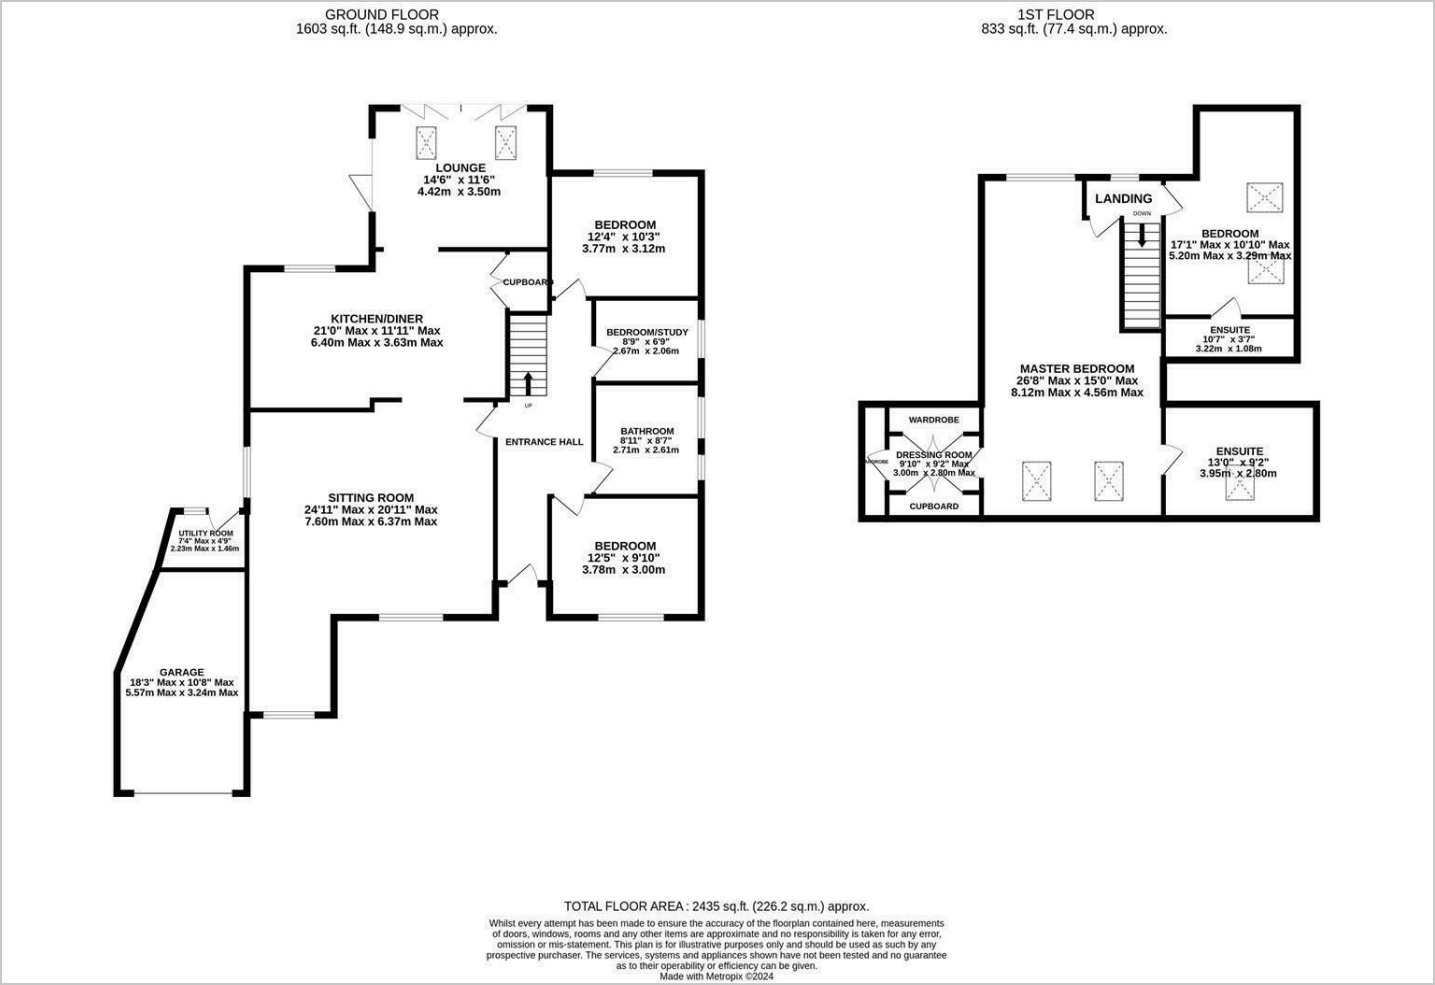 GROUND FLOOR
1603 sq.ft. (148.9 sq.m.) approx.
1ST FLOOR
833 sq.ft. (77.4 sq.m.) approx.
LOUNGE
14'6" x 11'6"
4.42m x 3.50m
BEDROOM
12'4" x 10'3"
3.77m x 3.12m
CUPBOARD
KITCHEN/DINER
21'0" Max x 11'11" Max
6.40m Max x 3.63m Max
BEDROOM/STUDY
8'9" x 6'9"
2.67m x 2.06m
UP
ENTRANCE HALL
BATHROOM
8'11" x 8'7"
2.71m x 2.61m
SITTING ROOM
24'11" Max x 20'11" Max
7.60m Max x 6.37m Max
UTILITY ROOM
7'4" Max x 4'9"
2.23m Max x 1.46m
BEDROOM
12'5" x 9'10"
3.78m x 3.00m
GARAGE
18'3" Max x 10'8" Max
5.57m Max x 3.24m Max
LANDING
DOWN
BEDROOM
17'1" Max x 10'10" Max
5.20m Max x 3.29m Max
ENSUITE
10'7" x 3'7"
3.22m x 1.08m
MASTER BEDROOM
26'8" Max x 15'0" Max
8.12m Max x 4.56m Max
WARDROBE
DRESSING ROOM
9'10" x 9'2" Max
3.00m x 2.80m Max
CUPBOARD
ENSUITE
13'0" x 9'2"
3.95m x 2.80m
TOTAL FLOOR AREA : 2435 sq.ft. (226.2 sq.m.) approx.
Whilst every attempt has been made to ensure the accuracy of the floorplan contained here, measurements
of doors, windows, rooms and any other items are approximate and no responsibility is taken for any error,
omission or mis-statement. This plan is for illustrative purposes only and should be used as such by any
prospective purchaser. The services, systems and appliances shown have not been tested and no guarantee
as to their operability or efficiency can be given.
Made with Metropix ©2024